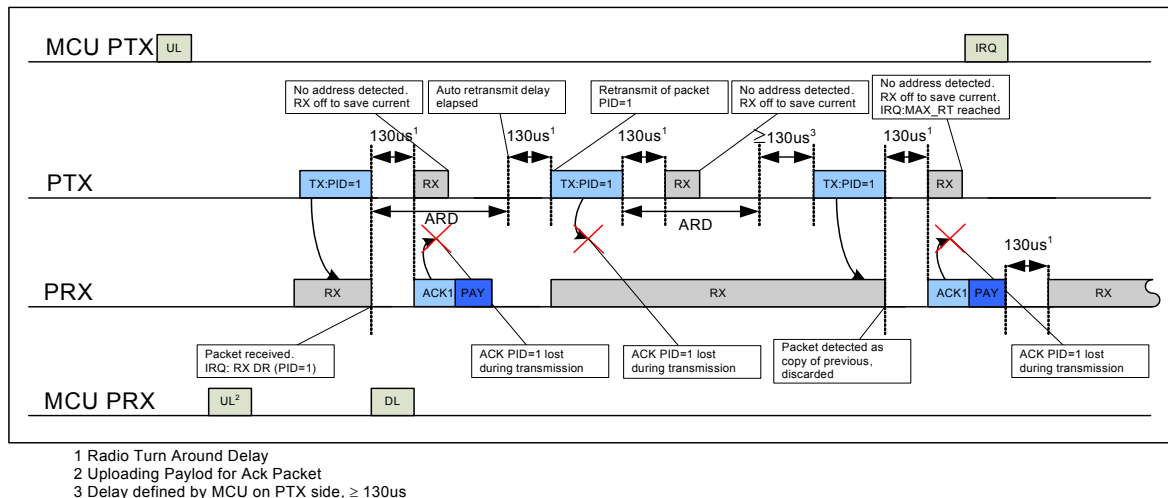 MCU PTX
UL
IRQ
No address detected.
RX off to save current
Auto retransmit delay
elapsed
Retransmit of packet
PID=1
No address detected.
RX off to save current
No address detected.
RX off to save current.
IRQ:MAX_RT reached
130us¹
130us¹
130us¹
≥130us³
130us¹
PTX
TX:PID=1
RX
TX:PID=1
RX
TX:PID=1
RX
ARD
ARD
130us¹
PRX
RX
ACK1
PAY
RX
ACK1
PAY
RX
Packet received.
IRQ: RX DR (PID=1)
ACK PID=1 lost
during transmission
ACK PID=1 lost
during transmission
Packet detected as
copy of previous,
discarded
ACK PID=1 lost
during transmission
MCU PRX
UL²
DL
1 Radio Turn Around Delay
2 Uploading Paylod for Ack Packet
3 Delay defined by MCU on PTX side, ≥ 130us